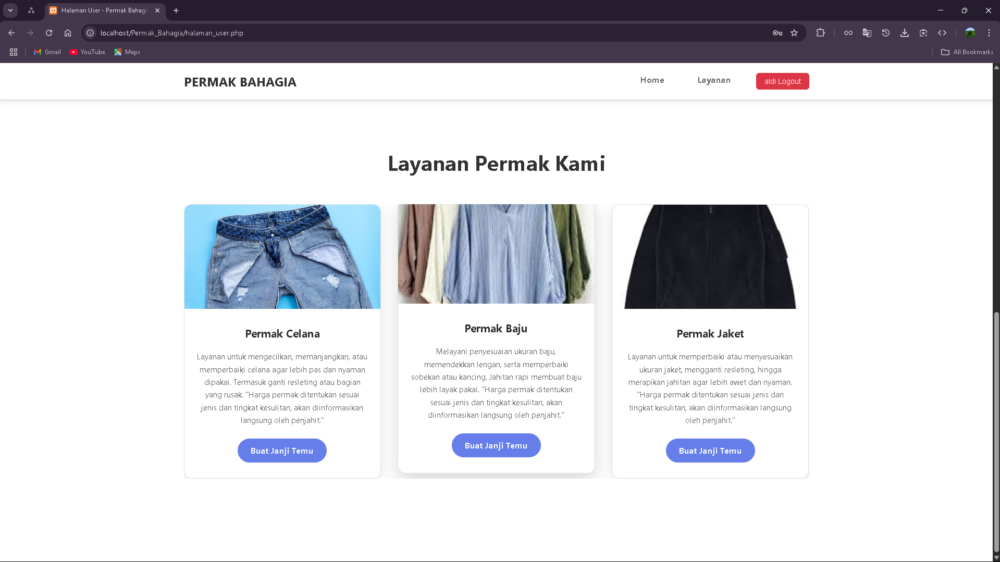 Halaman User - Permak Bahagia
localhost/Permak_Bahagia/halaman_user.php
Gmail
YouTube
Maps
All Bookmarks
PERMAK BAHAGIA
Home
Layanan
aldi Logout
Layanan Permak Kami
Permak Celana
Layanan untuk mengecilkan, memanjangkan, atau
memperbaiki celana agar lebih pas dan nyaman
dipakai. Termasuk ganti resleting atau bagian
yang rusak. "Harga permak ditentukan sesuai
jenis dan tingkat kesulitan, akan diinformasikan
langsung oleh penjahit."
Buat Janji Temu
Permak Baju
Melayani penyesuaian ukuran baju,
memendekkan lengan, serta memperbaiki
sobekan atau kancing. Jahitan rapi membuat baju
lebih layak pakai. "Harga permak ditentukan
sesuai jenis dan tingkat kesulitan, akan
diinformasikan langsung oleh penjahit."
Buat Janji Temu
Permak Jaket
Layanan untuk memperbaiki atau menyesuaikan
ukuran jaket, mengganti resleting, hingga
merapikan jahitan agar lebih awet dan nyaman.
"Harga permak ditentukan sesuai jenis dan
tingkat kesulitan, akan diinformasikan langsung
oleh penjahit."
Buat Janji Temu